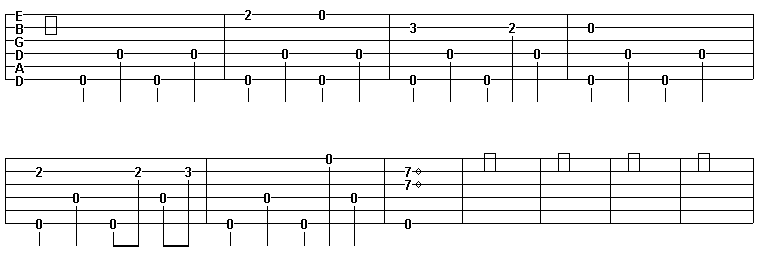 E 2 0
B 3 2 0
G
D 0 0 0 0 0 0 0 0
A
D 0 0 0 0 0 0 0 0
0
2 2 3 7
7
0 0 0 0
0 0 0 0 0